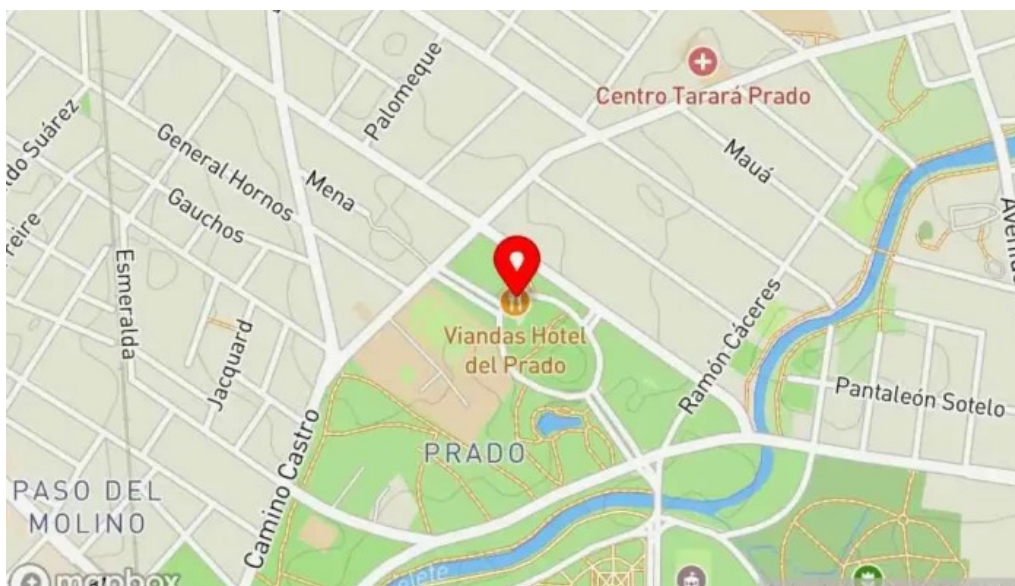 Palomeque
Centro Tarará Prado
General Hornos
Mena
Mauá
Gauchos
Esmeralda
Viandas Hotel
del Prado
Ramón Cáceres
Jacquard
Pantaleón Sotelo
Camino Castro
PRADO
PASO DEL
MOLINO
mapbox